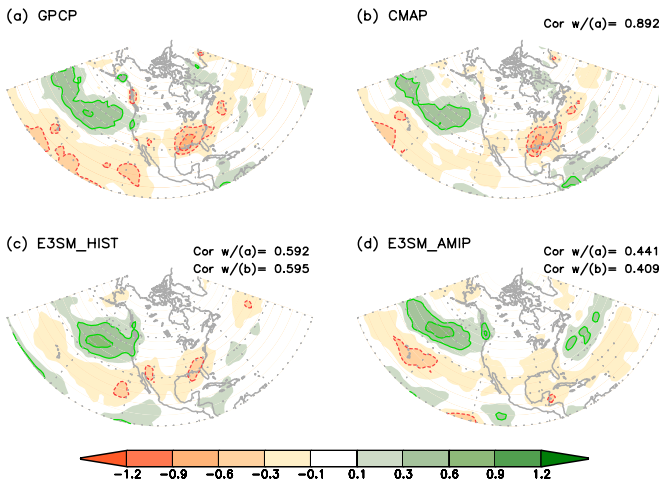 (a) GPCP
(b) CMAP
Cor w/(a)= 0.892
(c) E3SM_HIST
Cor w/(a)= 0.592
Cor w/(b)= 0.595
(d) E3SM_AMIP
Cor w/(a)= 0.441
Cor w/(b)= 0.409
-1.2 -0.9 -0.6 -0.3 -0.1 0.1 0.3 0.6 0.9 1.2